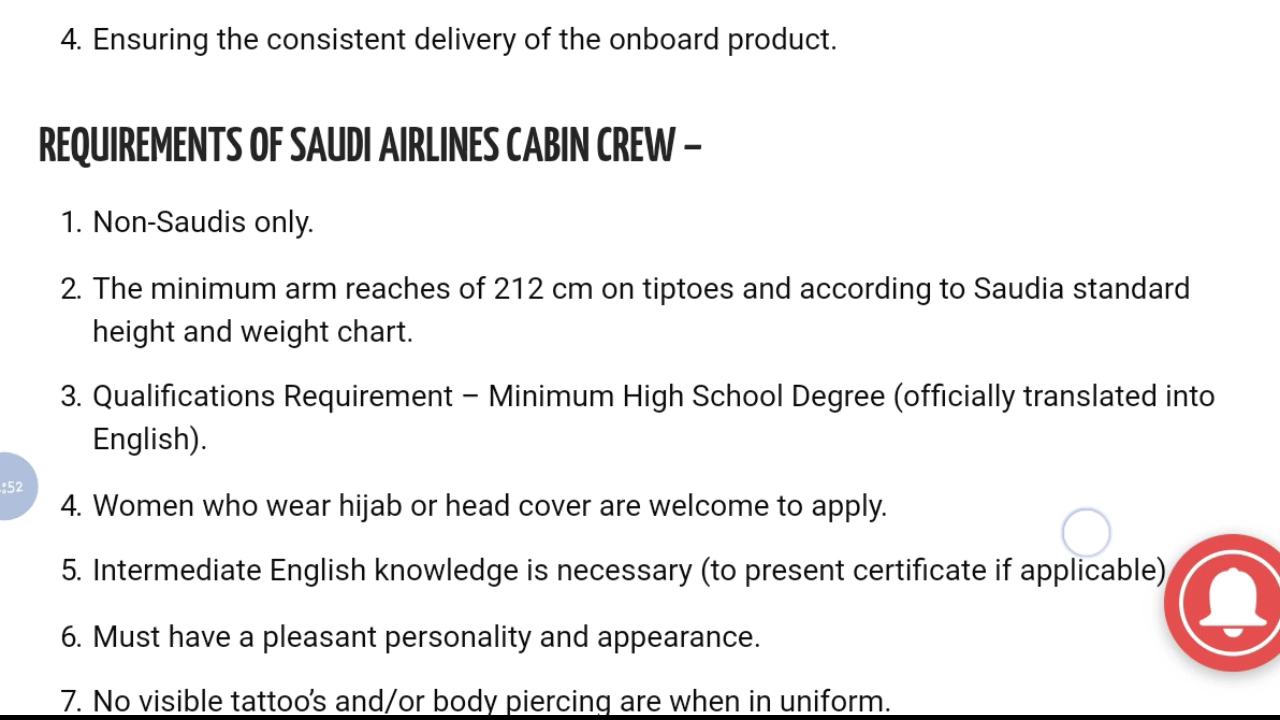 4. Ensuring the consistent delivery of the onboard product.
REQUIREMENTS OF SAUDI AIRLINES CABIN CREW –
1. Non-Saudis only.
2. The minimum arm reaches of 212 cm on tiptoes and according to Saudia standard
height and weight chart.
3. Qualifications Requirement – Minimum High School Degree (officially translated into
English).
:52
4. Women who wear hijab or head cover are welcome to apply.
5. Intermediate English knowledge is necessary (to present certificate if applicable)
6. Must have a pleasant personality and appearance.
7. No visible tattoo's and/or body piercing are when in uniform.